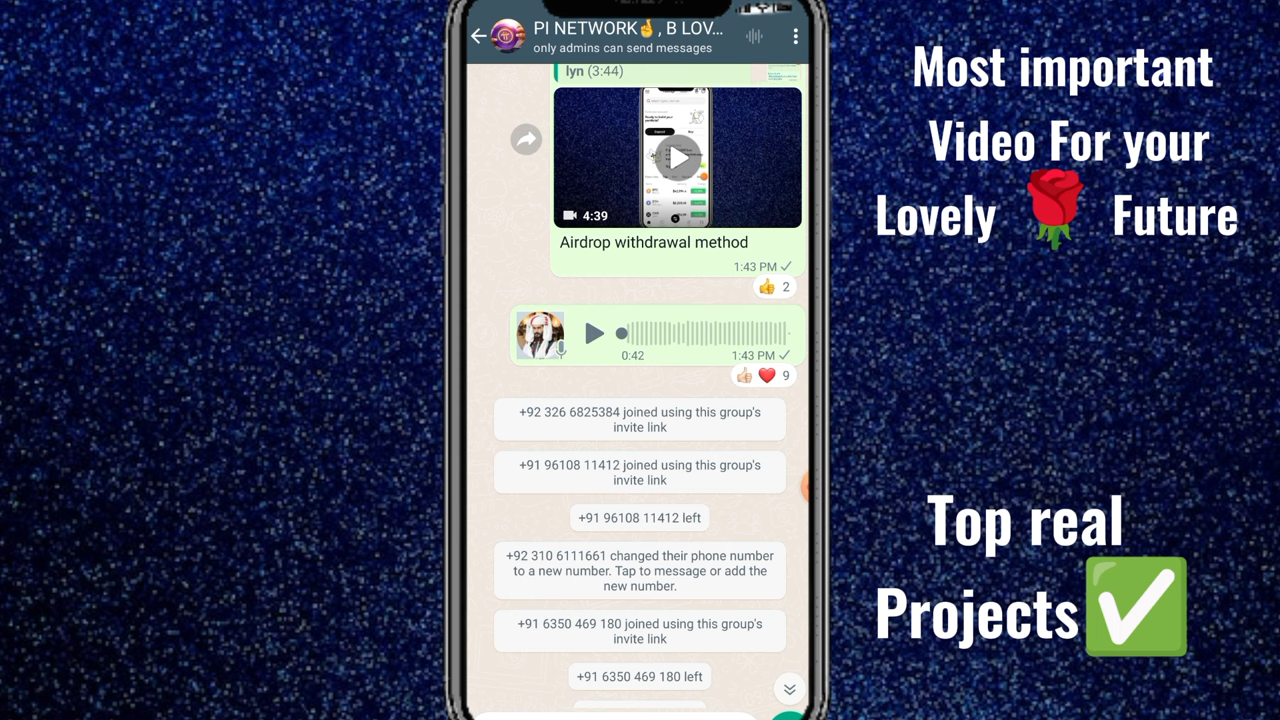 PI NETWORK🤞, B LOV...
only admins can send messages
lyn (3:44)
4:39
Airdrop withdrawal method
1:43 PM
👍 2
0:42
1:43 PM
👍🏻 ❤️ 9
+92 326 6825384 joined using this group's
invite link
+91 96108 11412 joined using this group's
invite link
+91 96108 11412 left
+92 310 6111661 changed their phone number
to a new number. Tap to message or add the
new number.
+91 6350 469 180 joined using this group's
invite link
+91 6350 469 180 left
Most important
Video For your
Lovely 🌹 Future
Top real
Projects ✅